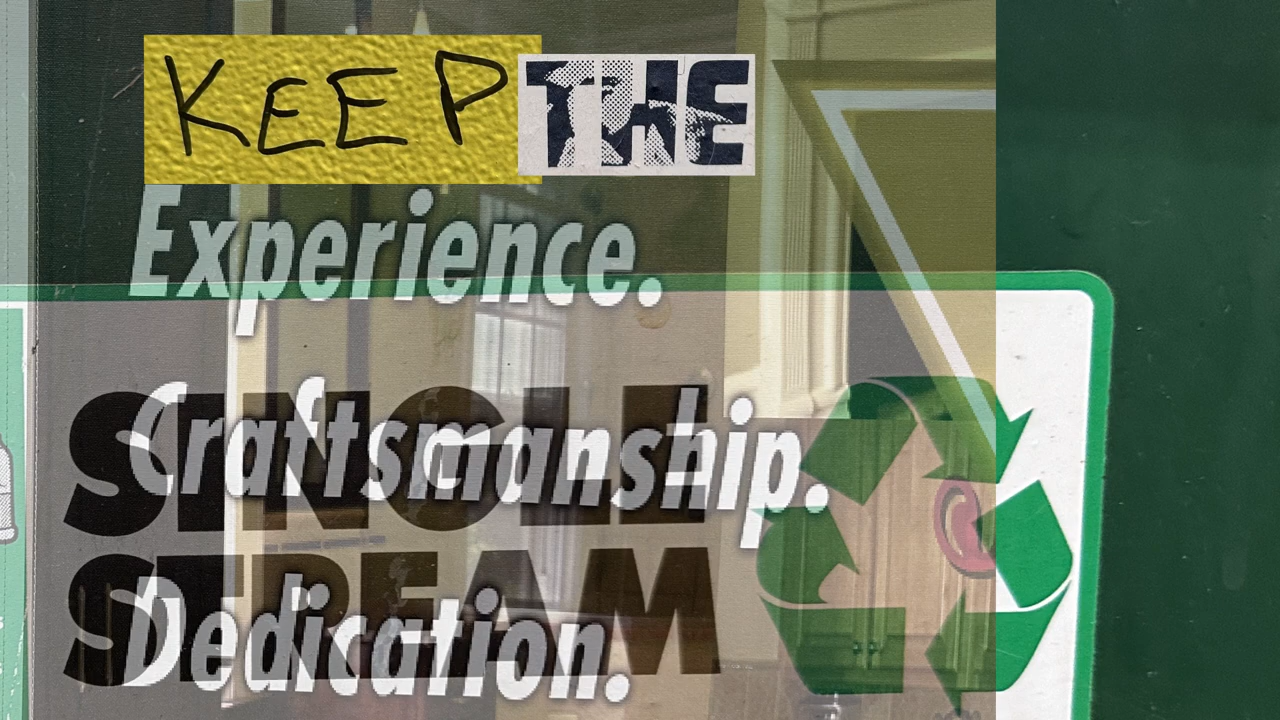 KEEP THE
Experience.
SINGLE
Craftsmanship.
STREAM
Dedication.